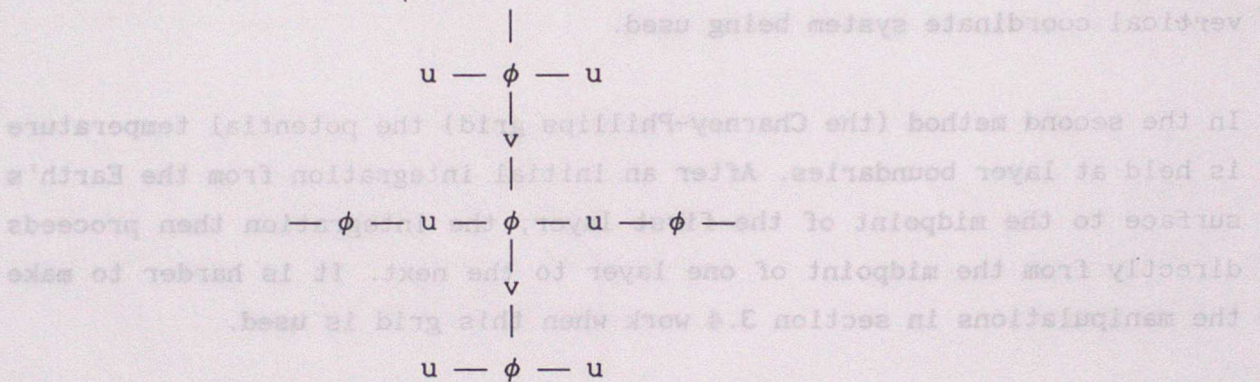 vertical coordinate system being used.
u — ϕ — u
In the second method (the Charney-Phillips grid) the potential temperature
v
is held at layer boundaries. After an initial integration from the Earth's
— ϕ — u — ϕ — u — ϕ —
surface to the midpoint of the first layer, the integration then proceeds
directly from the midpoint of one layer to the next. It is harder to make
v
the manipulations in section 3.4 work when this grid is used.
u — ϕ — u